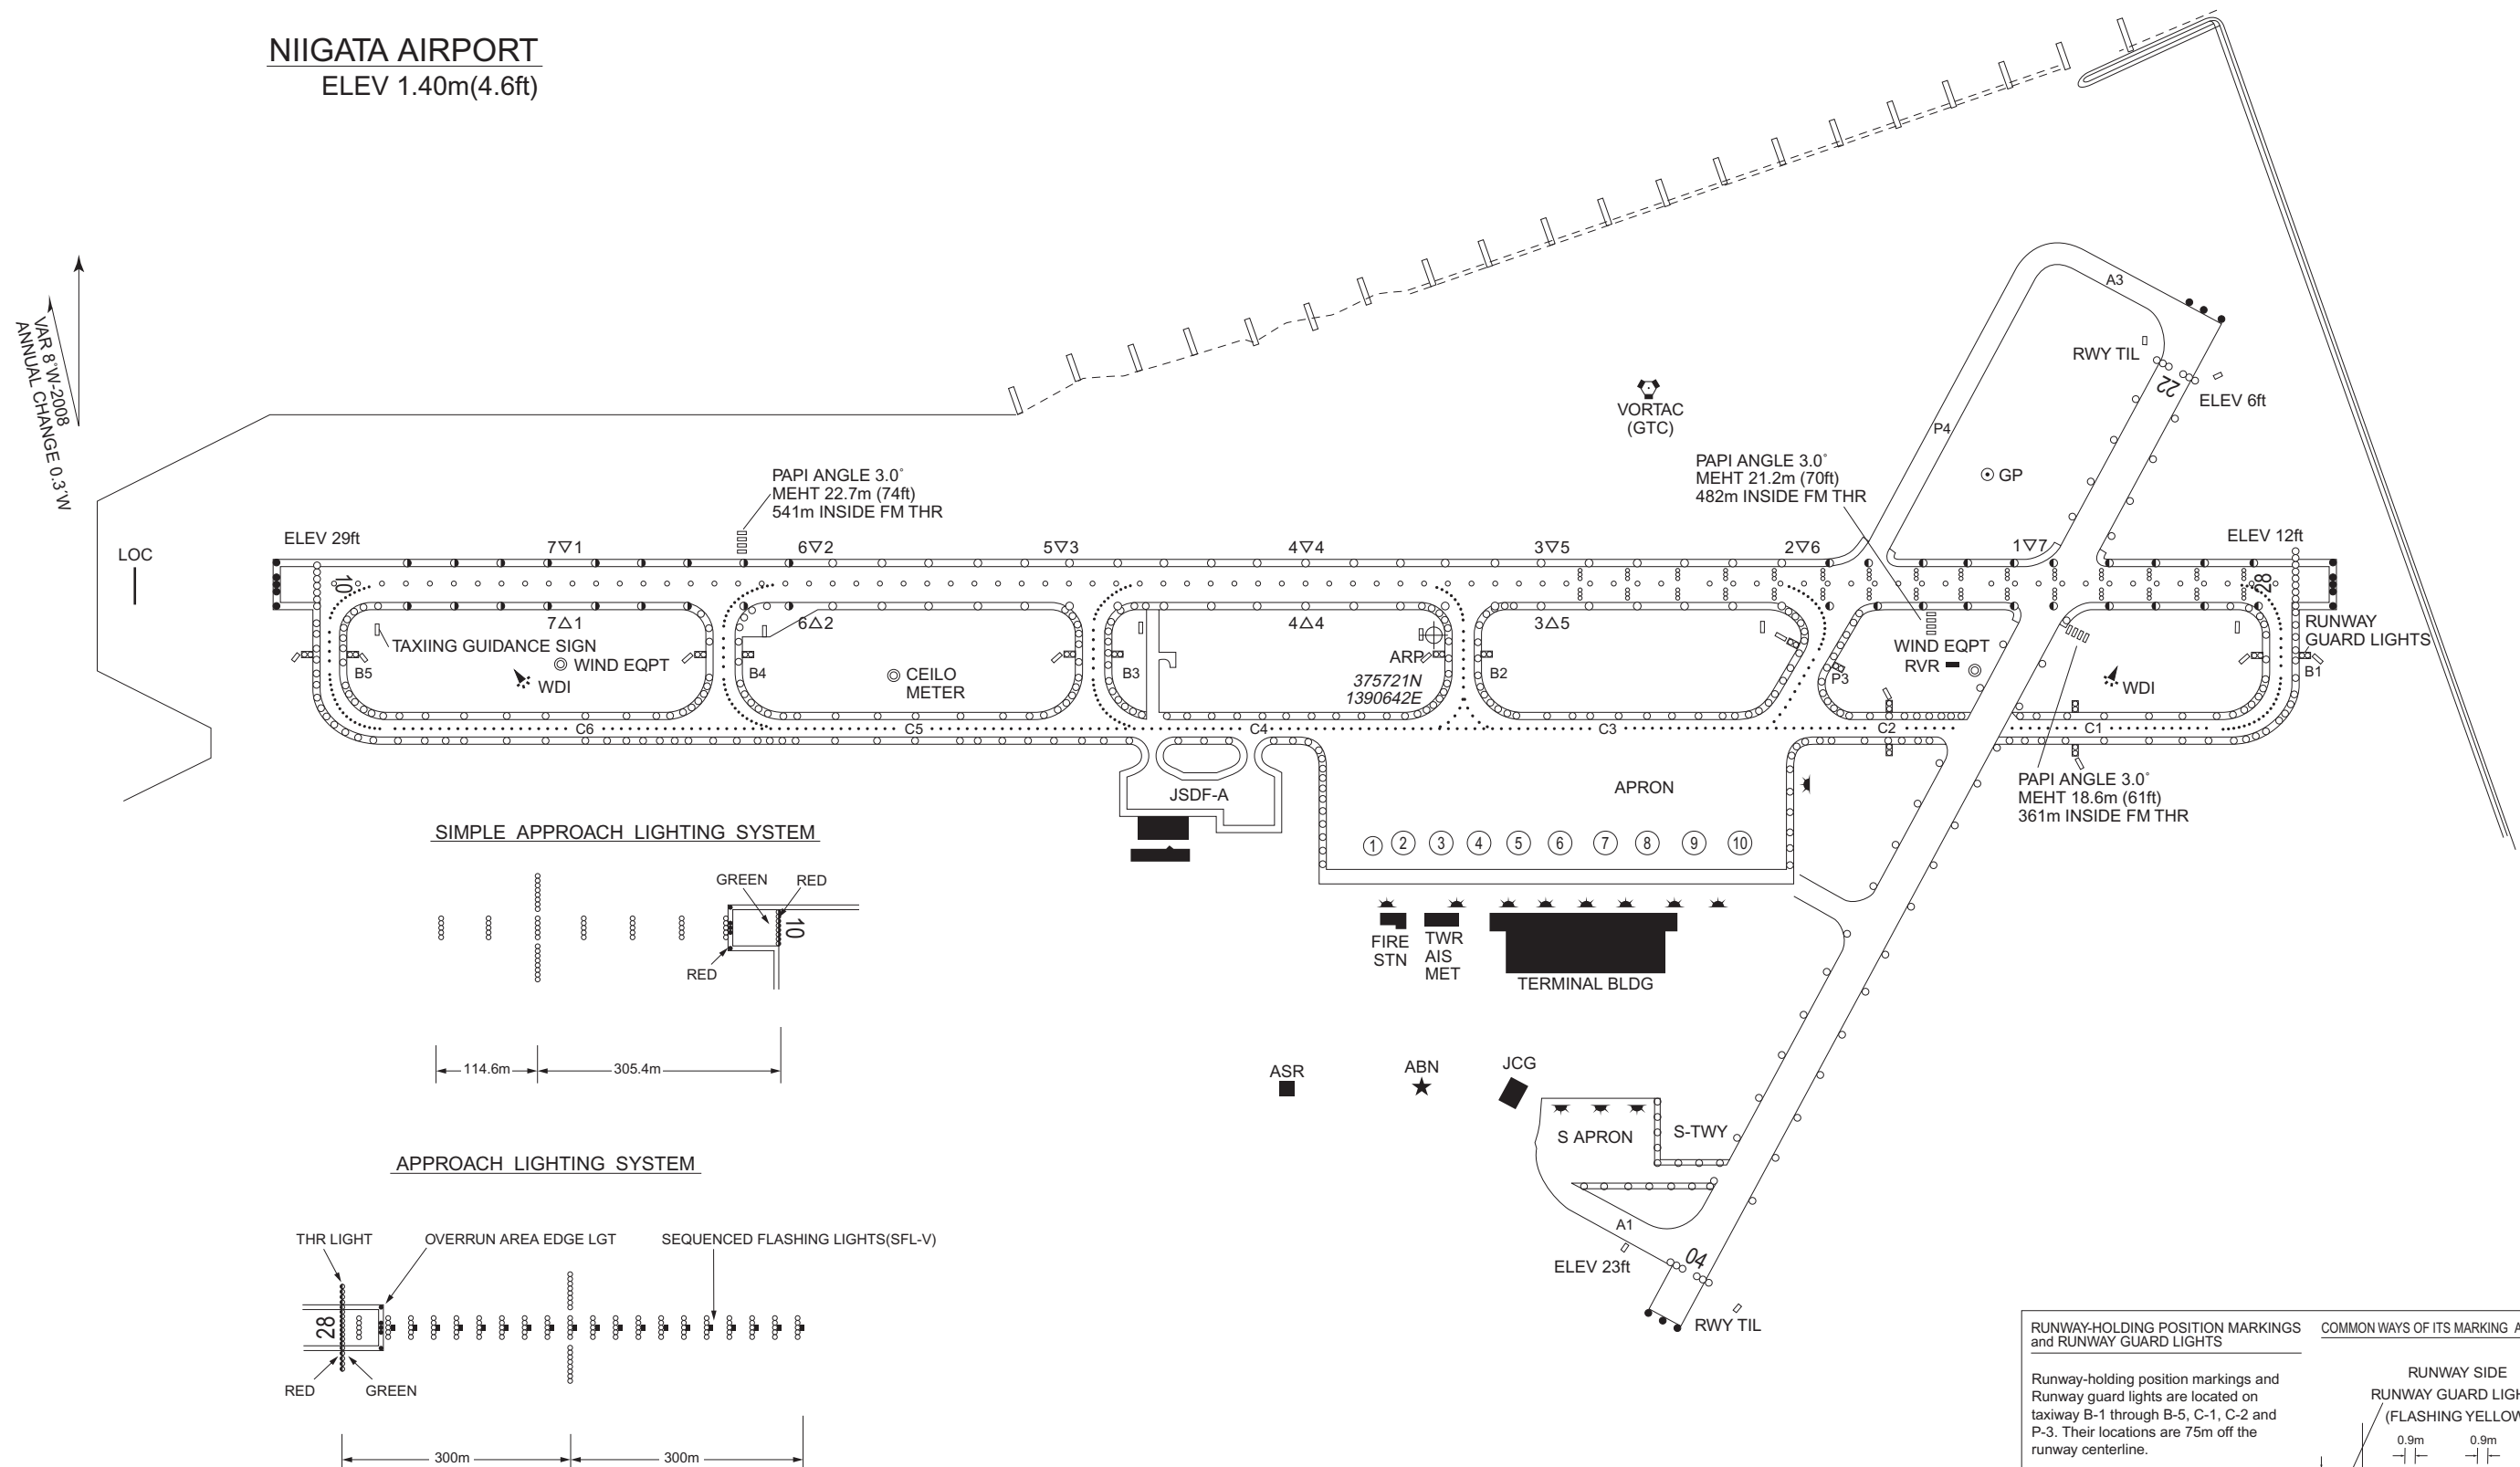 NIIGATA AIRPORT
ELEV 1.40m(4.6ft)
VAR 8˚W-2008
ANNUAL CHANGE 0.3'W
A3
RWY TIL
22
ELEV 6ft
VORTAC
(GTC)
P4
PAPI ANGLE 3.0˚
MEHT 22.7m (74ft)
541m INSIDE FM THR
PAPI ANGLE 3.0˚
MEHT 21.2m (70ft)
482m INSIDE FM THR
GP
LOC
ELEV 29ft
7▽1
6▽2
5▽3
4▽4
3▽5
2▽6
1▽7
ELEV 12ft
10
28
7△1
6△2
4△4
3△5
TAXIING GUIDANCE SIGN
RUNWAY
GUARD LIGHTS
B5
WIND EQPT
WDI
B4
CEILO
METER
B3
ARP
375721N
1390642E
B2
P3
WIND EQPT
RVR
WDI
B1
C6
C5
C4
C3
C2
C1
JSDF-A
APRON
PAPI ANGLE 3.0˚
MEHT 18.6m (61ft)
361m INSIDE FM THR
1 2 3 4 5 6 7 8 9 10
SIMPLE APPROACH LIGHTING SYSTEM
GREEN
RED
10
RED
114.6m
305.4m
FIRE
STN
TWR
AIS
MET
TERMINAL BLDG
ASR
ABN
JCG
S APRON
S-TWY
A1
04
ELEV 23ft
RWY TIL
APPROACH LIGHTING SYSTEM
THR LIGHT
OVERRUN AREA EDGE LGT
SEQUENCED FLASHING LIGHTS(SFL-V)
28
RED
GREEN
300m
300m
RUNWAY-HOLDING POSITION MARKINGS
and RUNWAY GUARD LIGHTS
Runway-holding position markings and
Runway guard lights are located on
taxiway B-1 through B-5, C-1, C-2 and
P-3. Their locations are 75m off the
runway centerline.
COMMON WAYS OF ITS MARKING
RUNWAY SIDE
RUNWAY GUARD
(FLASHING
0.9m
0.9m